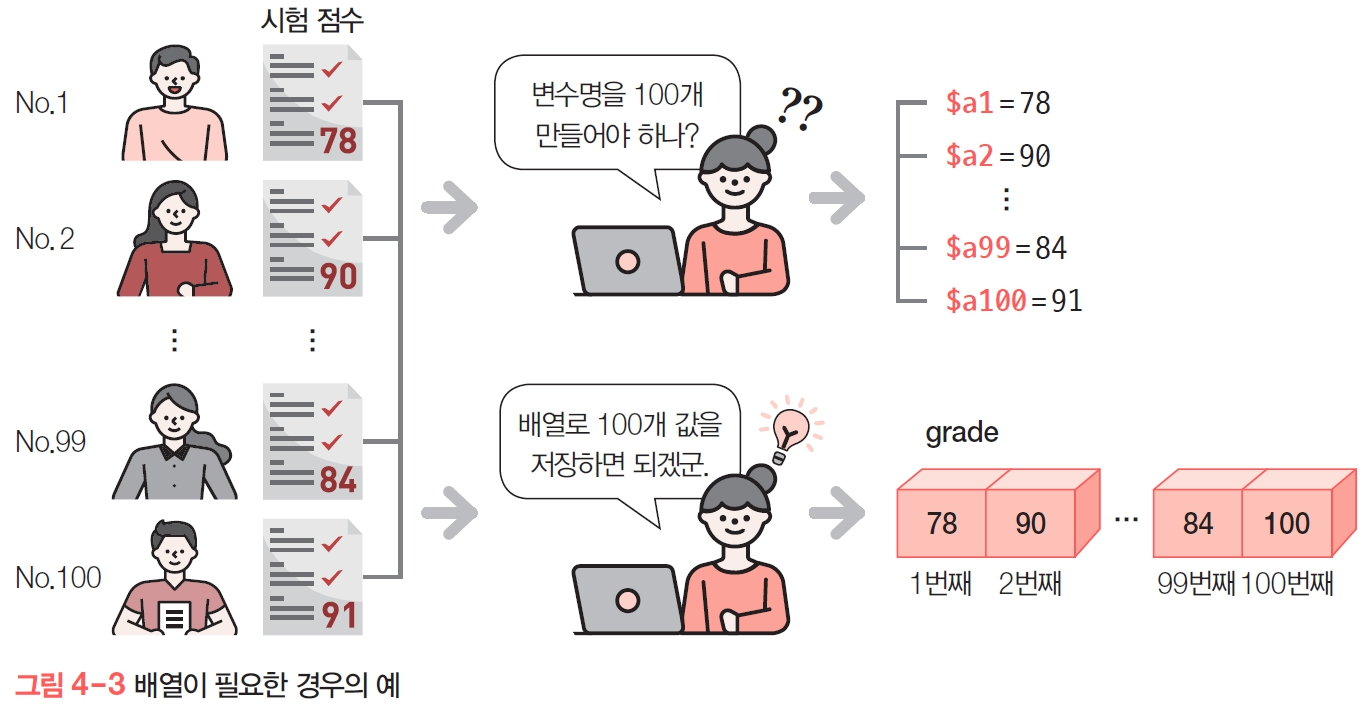 시험 점수
No.1
78
No.2
90
⋮
⋮
No.99
84
No.100
91
변수명을 100개
만들어야 하나?
??
$a1=78
$a2=90
⋮
$a99=84
$a100=91
배열로 100개 값을
저장하면 되겠군.
grade
78 90 ... 84 100
1번째 2번째 99번째 100번째
그림 4-3 배열이 필요한 경우의 예